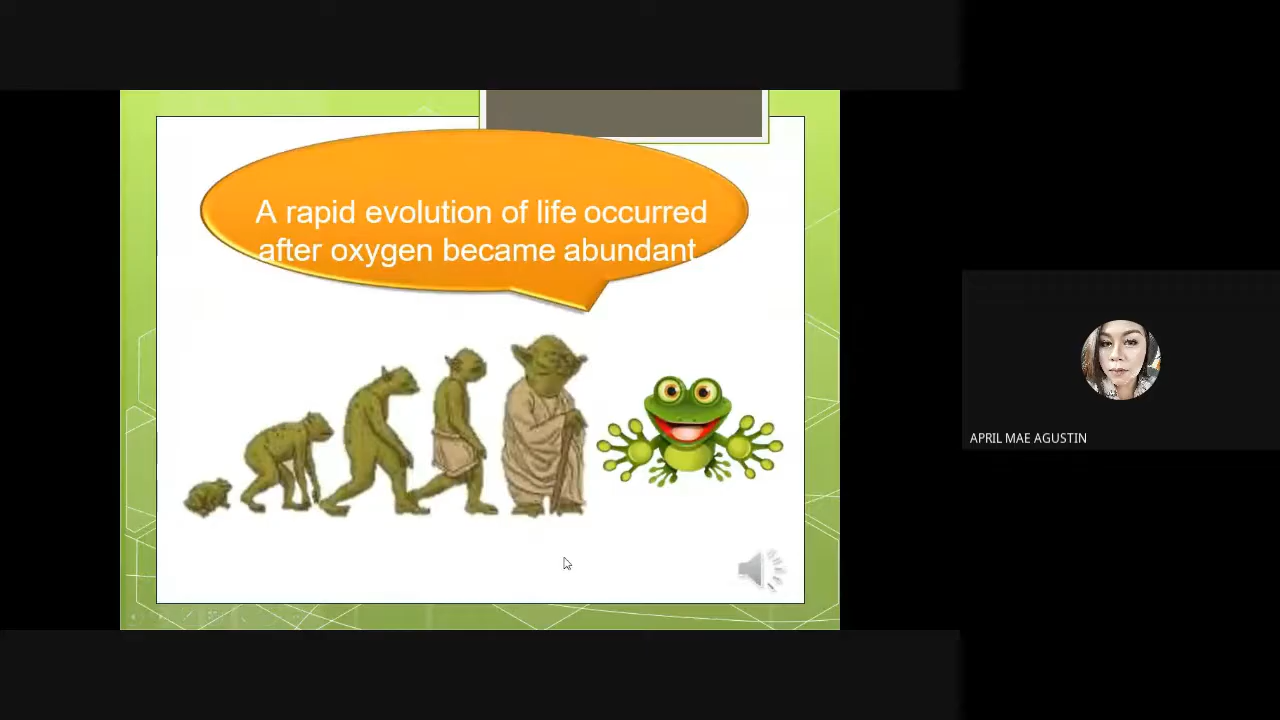 A rapid evolution of life occurred
after oxygen became abundant
APRIL MAE AGUSTIN